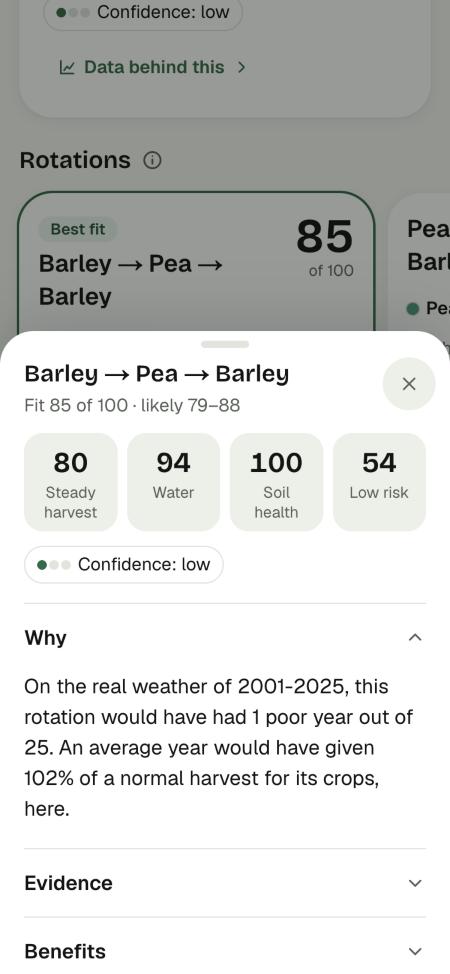 Confidence: low
Data behind this
Rotations
Best fit
85
of 100
Barley → Pea →
Barley
Pea
Barl
Pea
Barley → Pea → Barley
Fit 85 of 100 · likely 79–88
80
Steady
harvest
94
Water
100
Soil
health
54
Low risk
Confidence: low
Why
On the real weather of 2001-2025, this
rotation would have had 1 poor year out of
25. An average year would have given
102% of a normal harvest for its crops,
here.
Evidence
Benefits